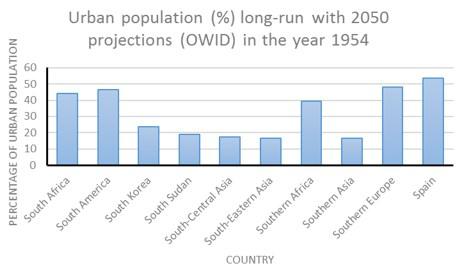 Urban population (%) long-run with 2050
projections (OWID) in the year 1954
PERCENTAGE OF URBAN POPULATION
60
50
40
30
20
10
0
South Africa
South America
South Korea
South Sudan
South-Central Asia
South-Eastern Asia
Southern Africa
Southern Asia
Southern Europe
Spain
COUNTRY